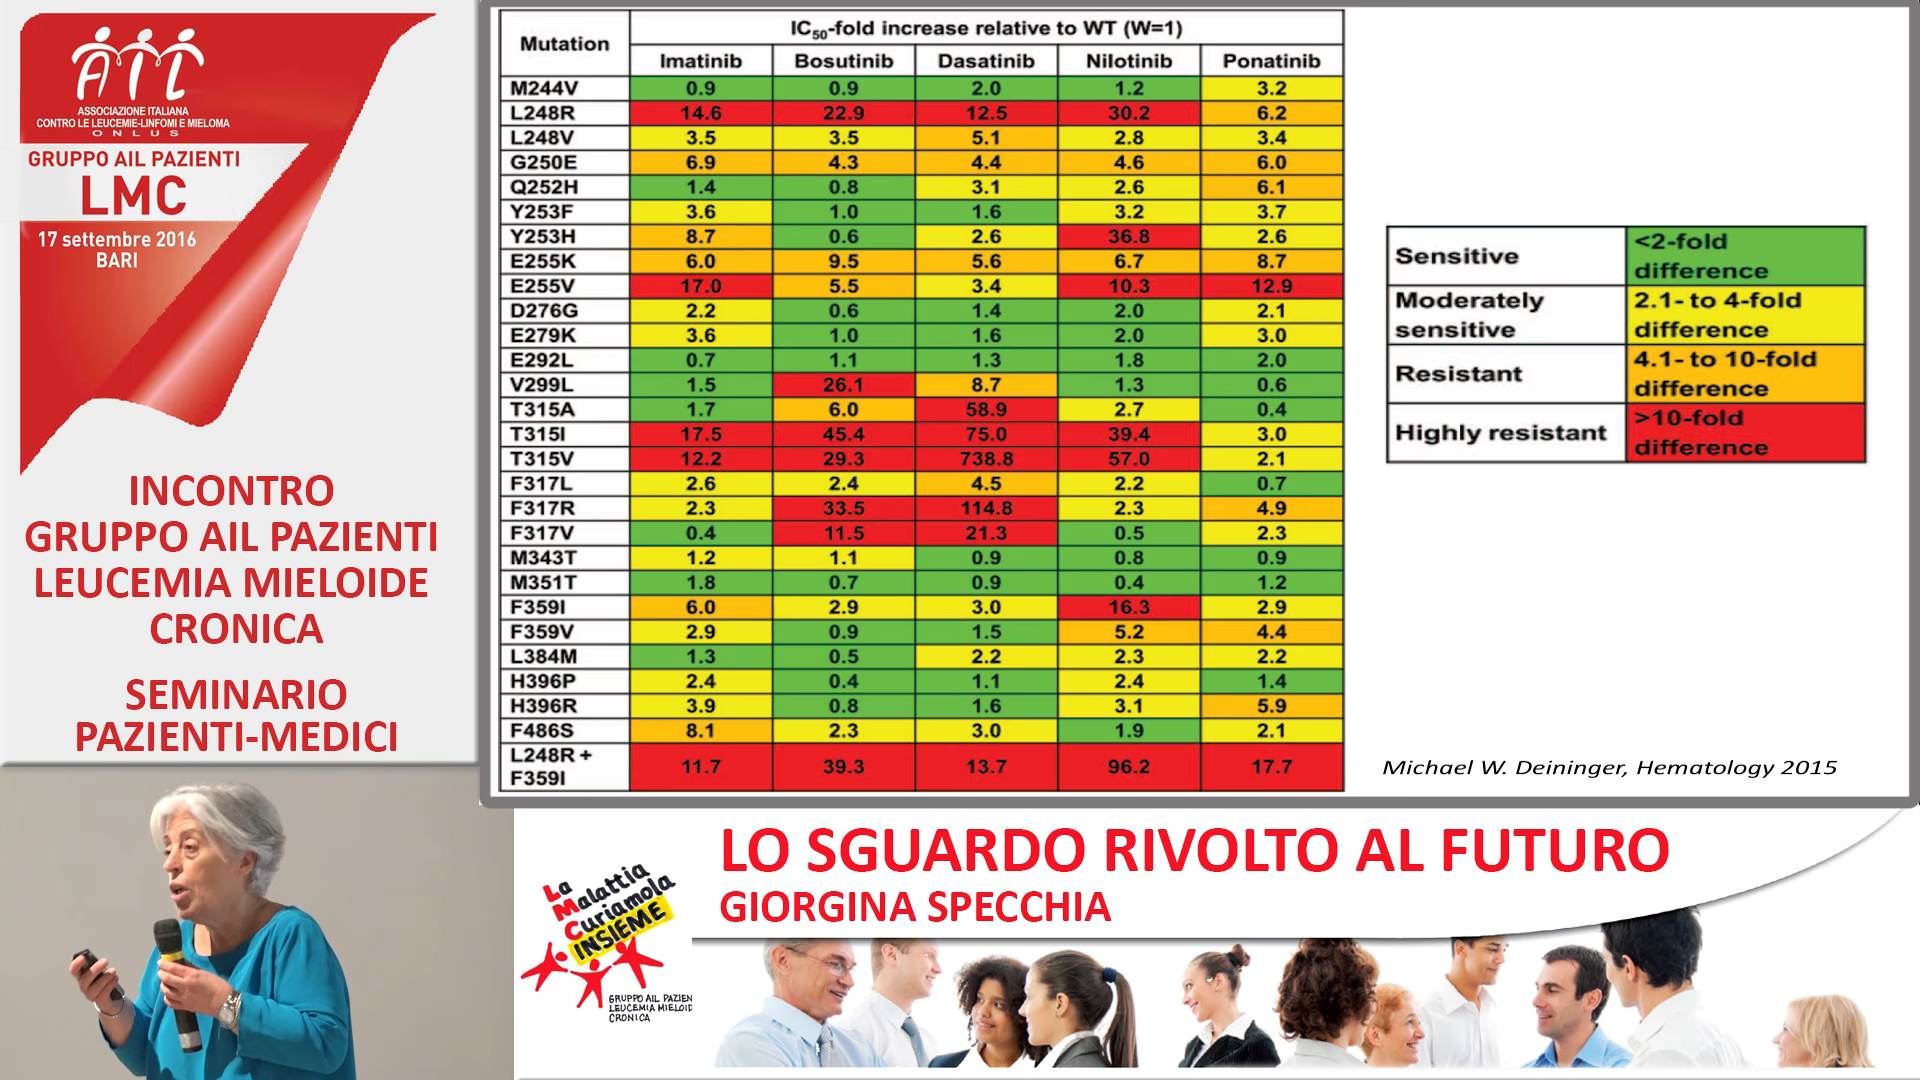 AIL
ASSOCIAZIONE ITALIANA
CONTRO LE LEUCEMIE-LINFOMI E MIELOMA
ONLUS
GRUPPO AIL PAZIENTI
LMC
17 settembre 2016
BARI
INCONTRO
GRUPPO AIL PAZIENTI
LEUCEMIA MIELOIDE
CRONICA
SEMINARIO
PAZIENTI-MEDICI
Mutation IC50-fold increase relative to WT (W=1)
Imatinib Bosutinib Dasatinib Nilotinib Ponatinib
M244V 0.9 0.9 2.0 1.2 3.2
L248R 14.6 22.9 12.5 30.2 6.2
L248V 3.5 3.5 5.1 2.8 3.4
G250E 6.9 4.3 4.4 4.6 6.0
Q252H 1.4 0.8 3.1 2.6 6.1
Y253F 3.6 1.0 1.6 3.2 3.7
Y253H 8.7 0.6 2.6 36.8 2.6
E255K 6.0 9.5 5.6 6.7 8.7
E255V 17.0 5.5 3.4 10.3 12.9
D276G 2.2 0.6 1.4 2.0 2.1
E279K 3.6 1.0 1.6 2.0 3.0
E292L 0.7 1.1 1.3 1.8 2.0
V299L 1.5 26.1 8.7 1.3 0.6
T315A 1.7 6.0 58.9 2.7 0.4
T315I 17.5 45.4 75.0 39.4 3.0
T315V 12.2 29.3 738.8 57.0 2.1
F317L 2.6 2.4 4.5 2.2 0.7
F317R 2.3 33.5 114.8 2.3 4.9
F317V 0.4 11.5 21.3 0.5 2.3
M343T 1.2 1.1 0.9 0.8 0.9
M351T 1.8 0.7 0.9 0.4 1.2
F359I 6.0 2.9 3.0 16.3 2.9
F359V 2.9 0.9 1.5 5.2 4.4
L384M 1.3 0.5 2.2 2.3 2.2
H396P 2.4 0.4 1.1 2.4 1.4
H396R 3.9 0.8 1.6 3.1 5.9
F486S 8.1 2.3 3.0 1.9 2.1
L248R +
F359I 11.7 39.3 13.7 96.2 17.7
Sensitive <2-fold
difference
Moderately 2.1- to 4-fold
sensitive difference
Resistant 4.1- to 10-fold
difference
Highly resistant >10-fold
difference
Michael W. Deininger, Hematology 2015
LO SGUARDO RIVOLTO AL FUTURO
GIORGINA SPECCHIA
La
Malattia
Curiamola
INSIEME
GRUPPO AIL PAZIEN
LEUCEMIA MIELOID
CRONICA